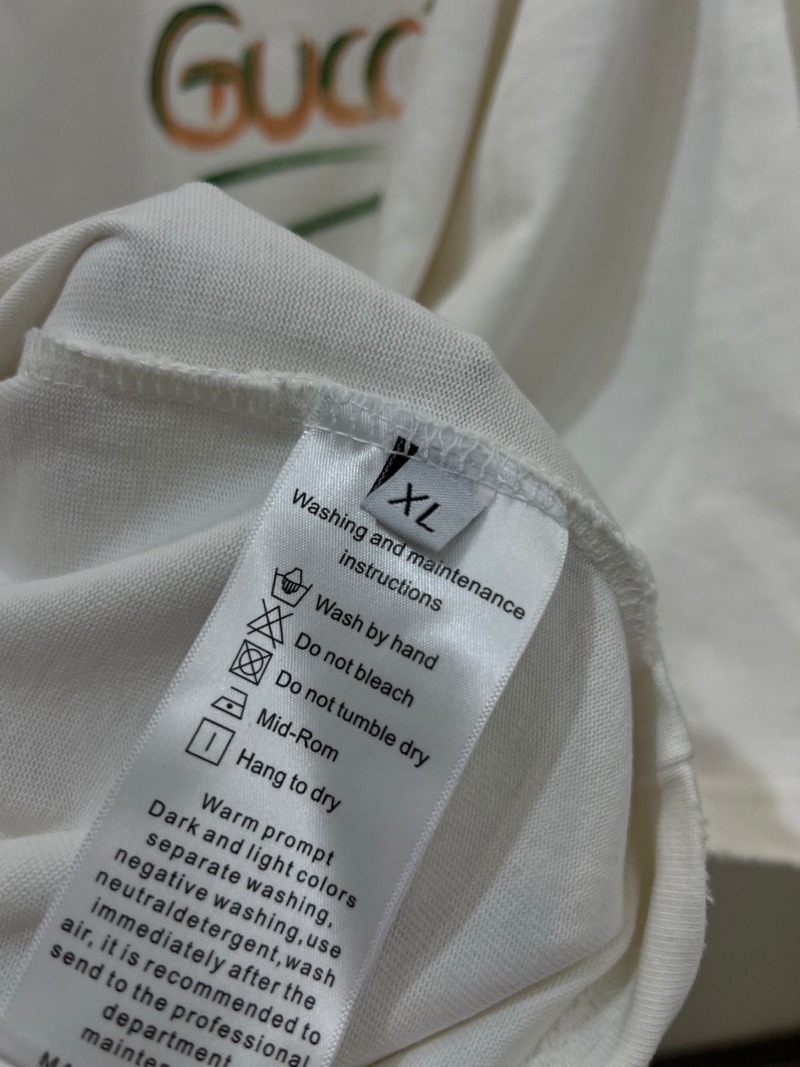 GUCC
XL
Washing and maintenance
instructions
Wash by hand
Do not bleach
Do not tumble dry
Mid-Rom
Hang to dry
Warm prompt
Dark and light colors
separate washing,
negative washing,use
neutraldetergent,wash
immediately after the
air, it is recommended to
send to the professional
department